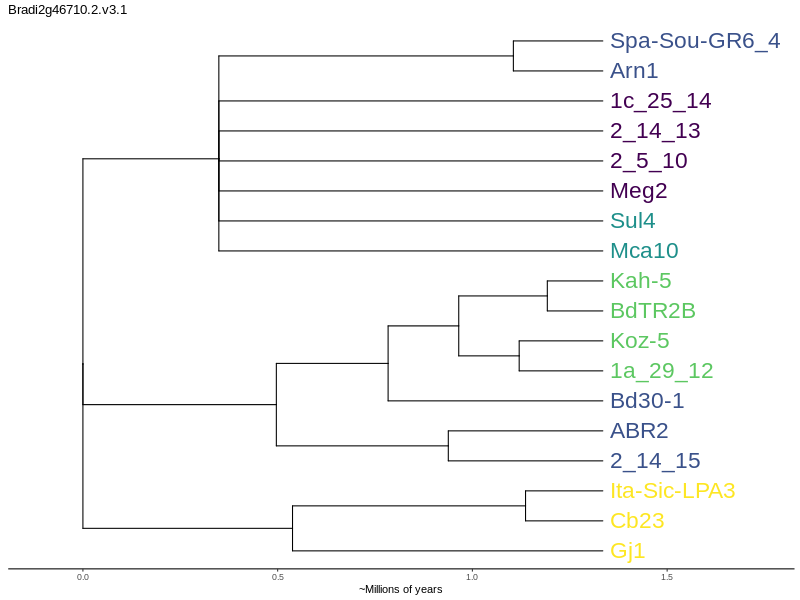 Bradi2g46710.2.v3.1
Spa-Sou-GR6_4
Arn1
1c_25_14
2_14_13
2_5_10
Meg2
Sul4
Mca10
Kah-5
BdTR2B
Koz-5
1a_29_12
Bd30-1
ABR2
2_14_15
Ita-Sic-LPA3
Cb23
Gj1
0.0 0.5 1.0 1.5
~Millions of years